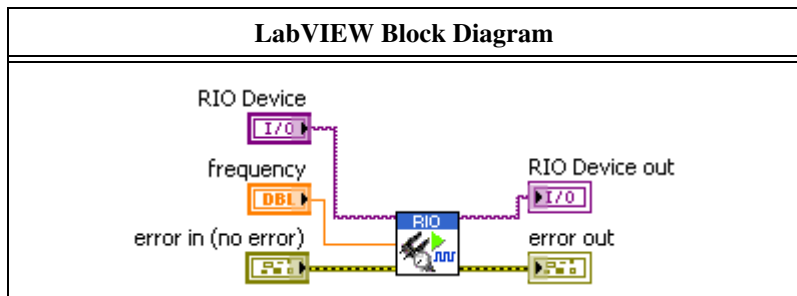 LabVIEW Block Diagram
RIO Device
I/O
frequency
DBL
error in (no error)
RIO
RIO Device out
I/O
error out